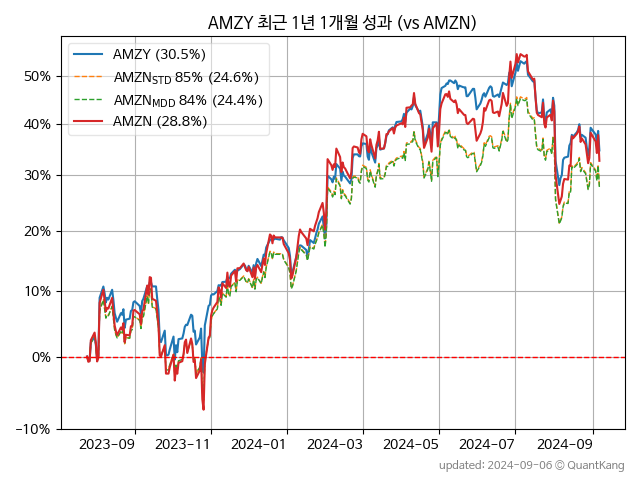 AMZY 최근 1년 1개월 성과 (vs AMZN)
AMZY (30.5%)
AMZNSTD 85% (24.6%)
AMZNMDD 84% (24.4%)
AMZN (28.8%)
50%
40%
30%
20%
10%
0%
−10%
2023-09 2023-11 2024-01 2024-03 2024-05 2024-07 2024-09
updated: 2024-09-06 © QuantKang